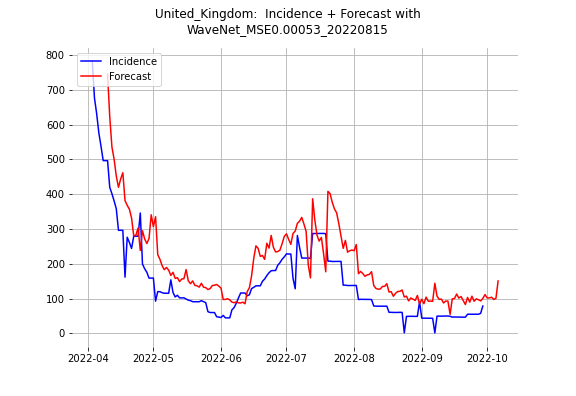 United_Kingdom:  Incidence + Forecast with
WaveNet_MSE0.00053_20220815
Incidence
Forecast
800
700
600
500
400
300
200
100
0
2022-04 2022-05 2022-06 2022-07 2022-08 2022-09 2022-10